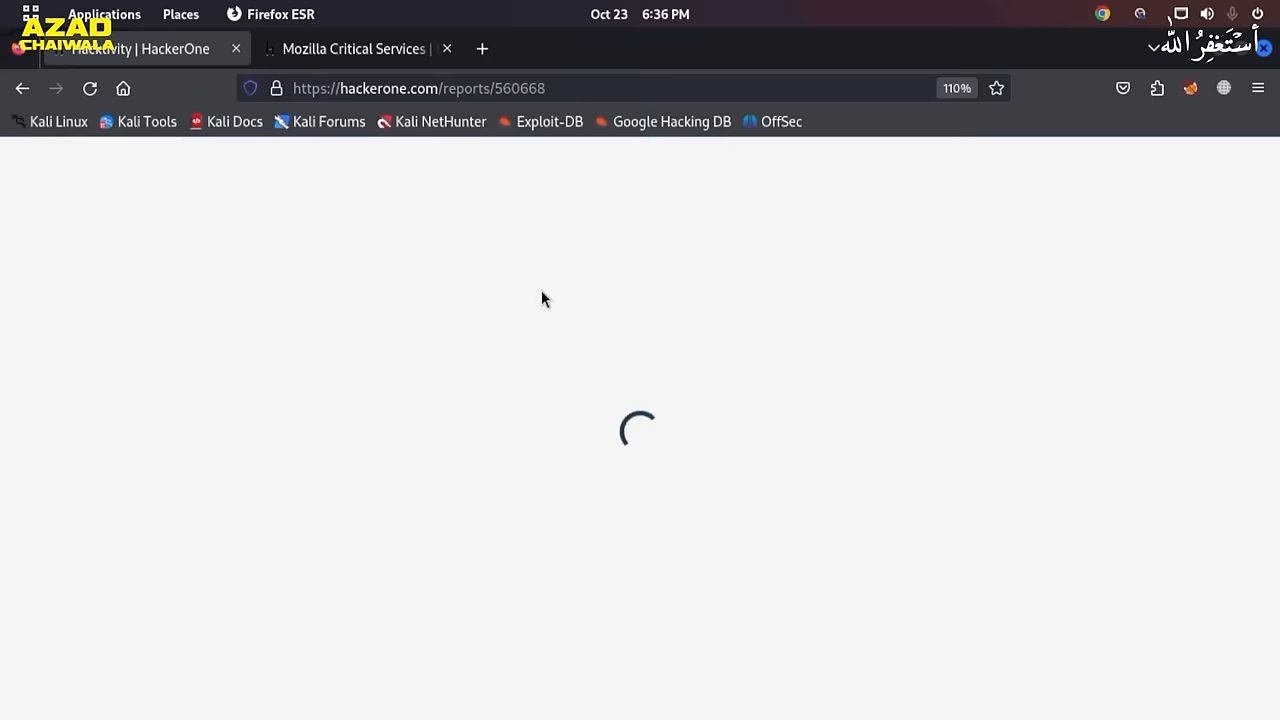 Applications Places Firefox ESR Oct 23 6:36 PM
AZAD
CHAIWALA
أستغفر الله
Hacktivity | HackerOne Mozilla Critical Services |
https://hackerone.com/reports/560668 110%
Kali Linux Kali Tools Kali Docs Kali Forums Kali NetHunter Exploit-DB Google Hacking DB OffSec